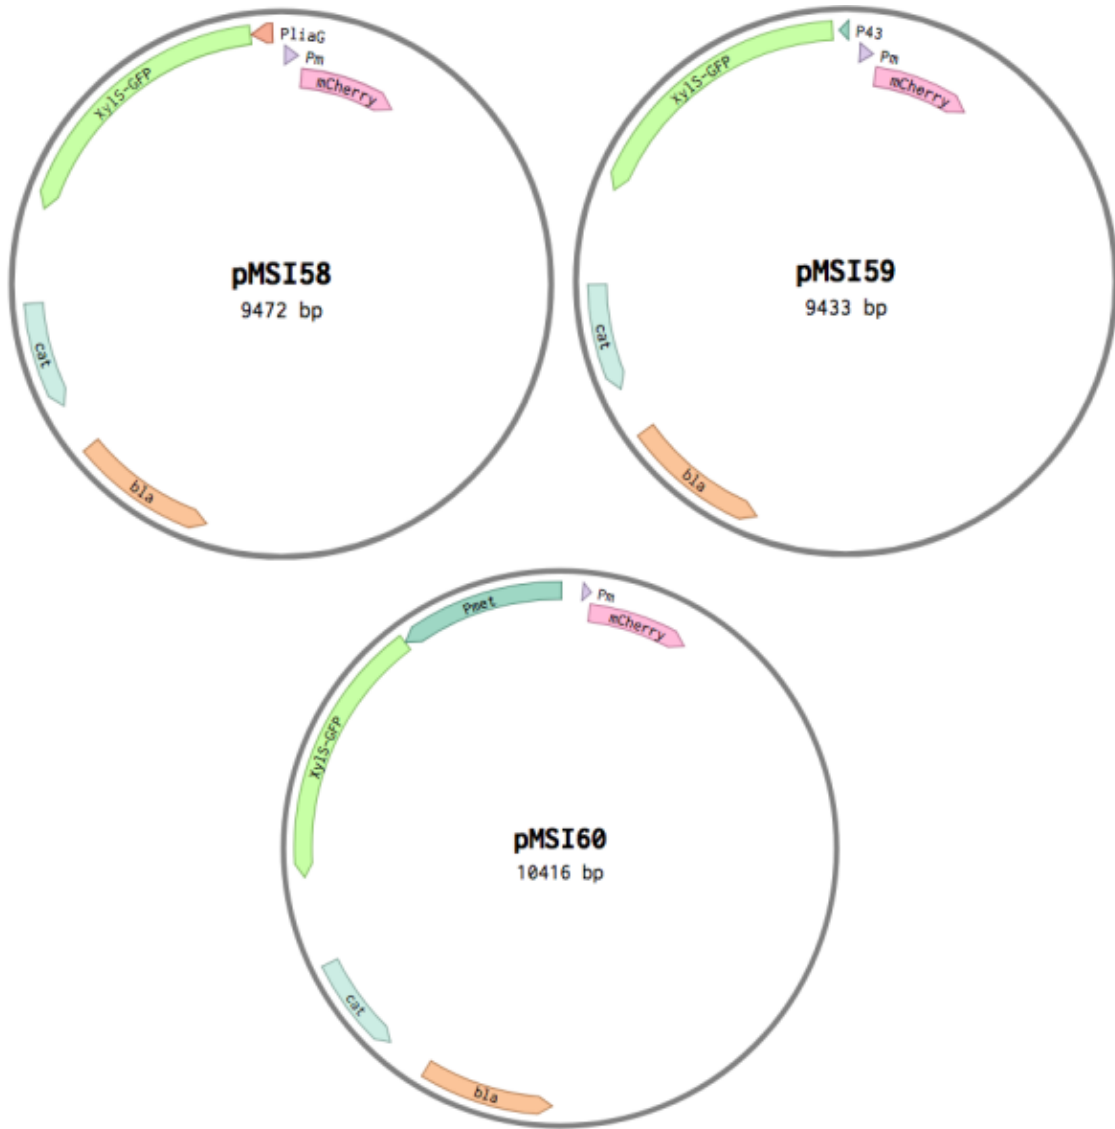 PliaG
Pm
mCherry
XylS-GFP
pMSI58
9472 bp
cat
bla
P43
Pm
mCherry
XylS-GFP
pMSI59
9433 bp
cat
bla
Pmet
Pm
mCherry
XylS-GFP
pMSI60
10416 bp
cat
bla